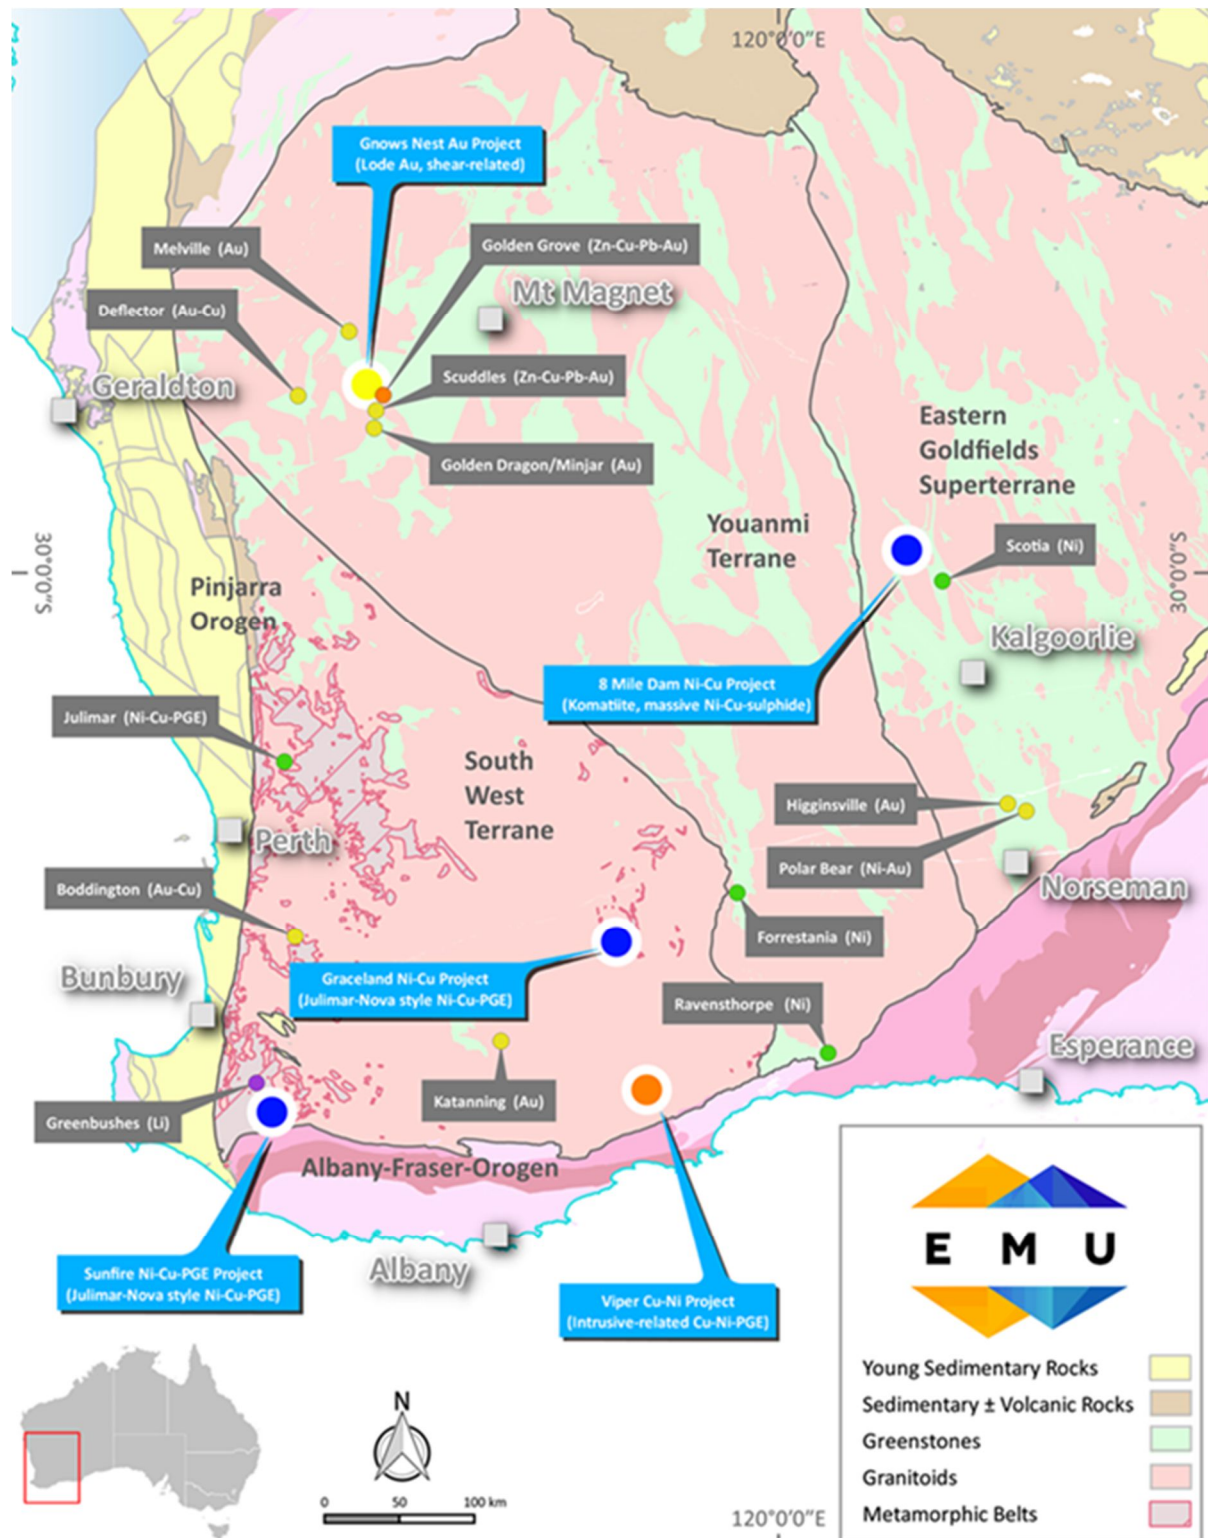 120°0'0"E
Gnows Nest Au Project
(Lode Au, shear-related)
Melville (Au)
Golden Grove (Zn-Cu-Pb-Au)
Mt Magnet
Deflector (Au-Cu)
Geraldton
Scuddles (Zn-Cu-Pb-Au)
Golden Dragon/Minjar (Au)
Eastern
Goldfields
Superterrane
Youanmi
Terrane
Scotia (Ni)
30°0'0"S
30°0'0"S
Pinjarra
Orogen
Kalgoorlie
8 Mile Dam Ni-Cu Project
(Komatiite, massive Ni-Cu-sulphide)
Julimar (Ni-Cu-PGE)
South
West
Terrane
Higginsville (Au)
Perth
Polar Bear (Ni-Au)
Norseman
Boddington (Au-Cu)
Forrestania (Ni)
Bunbury
Graceland Ni-Cu Project
(Julimar-Nova style Ni-Cu-PGE)
Ravensthorpe (Ni)
Esperance
Katanning (Au)
Greenbushes (Li)
Albany-Fraser-Orogen
Albany
Sunfire Ni-Cu-PGE Project
(Julimar-Nova style Ni-Cu-PGE)
Viper Cu-Ni Project
(Intrusive-related Cu-Ni-PGE)
E M U
Young Sedimentary Rocks
Sedimentary ± Volcanic Rocks
Greenstones
Granitoids
Metamorphic Belts
N
0 50 100 km
120°0'0"E